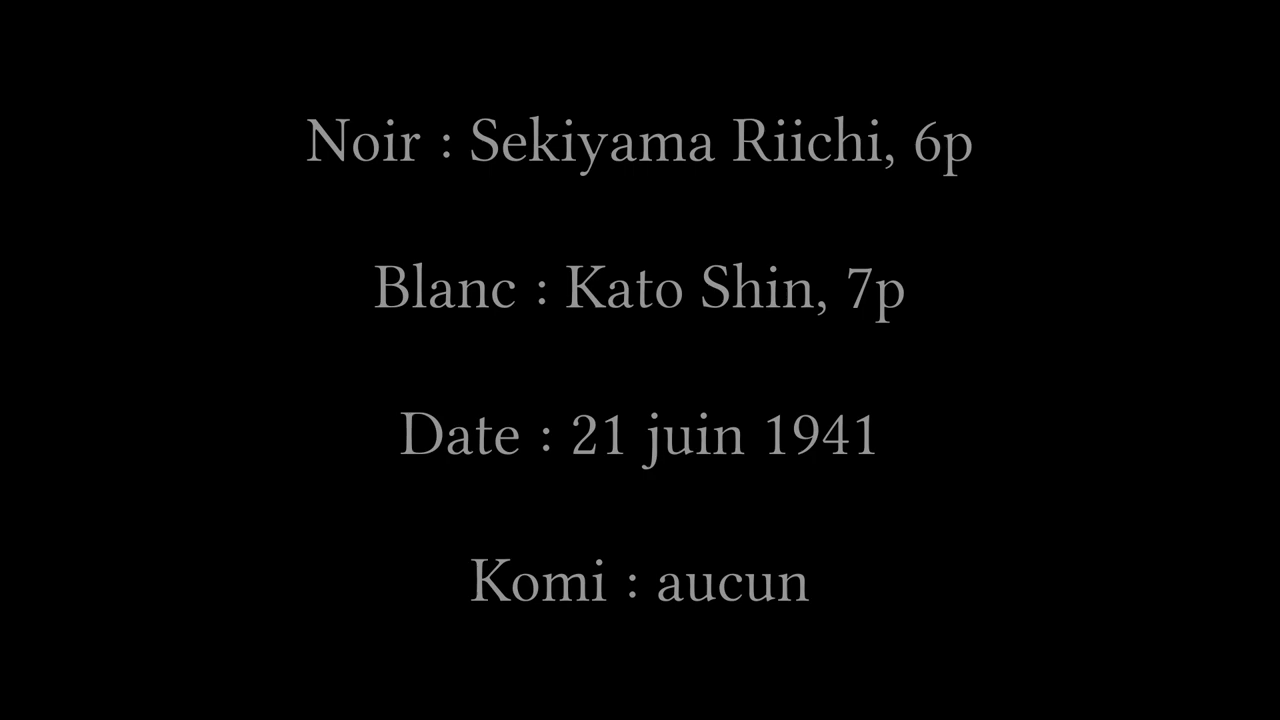 Noir : Sekiyama Riichi, 6p
Blanc : Kato Shin, 7p
Date : 21 juin 1941
Komi : aucun